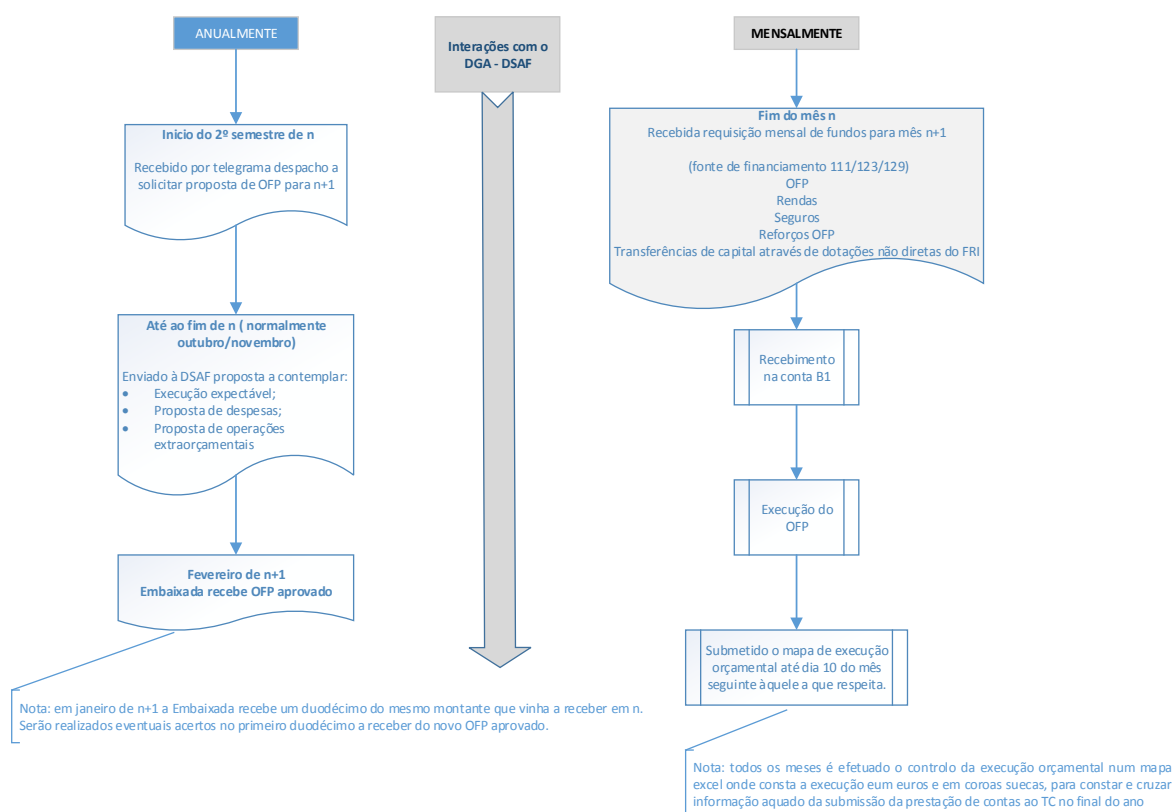 ANUALMENTE
Inicio do 2º semestre de n
Recebido por telegrama despacho a
solicitar proposta de OFP para n+1
Até ao fim de n ( normalmente
outubro/novembro)
Enviado à DSAF proposta a contemplar:
• Execução expectável;
• Proposta de despesas;
• Proposta de operações
extraorçamentais
Fevereiro de n+1
Embaixada recebe OFP aprovado
Nota: em janeiro de n+1 a Embaixada recebe um duodécimo do mesmo montante que vinha a receber em n.
Serão realizados eventuais acertos no primeiro duodécimo a receber do novo OFP aprovado.
Interações com o
DGA - DSAF
MENSALMENTE
Fim do mês n
Recebida requisição mensal de fundos para mês n+1
(fonte de financiamento 111/123/129)
OFP
Rendas
Seguros
Reforços OFP
Transferências de capital através de dotações não diretas do FRI
Recebimento
na conta B1
Execução do
OFP
Submetido o mapa de execução
orçamental até dia 10 do mês
seguinte àquele a que respeita.
Nota: todos os meses é efetuado o controlo da execução orçamental num mapa
excel onde consta a execução eum euros e em coroas suecas, para constar e cruzar
informação aquado da submissão da prestação de contas ao TC no final do ano